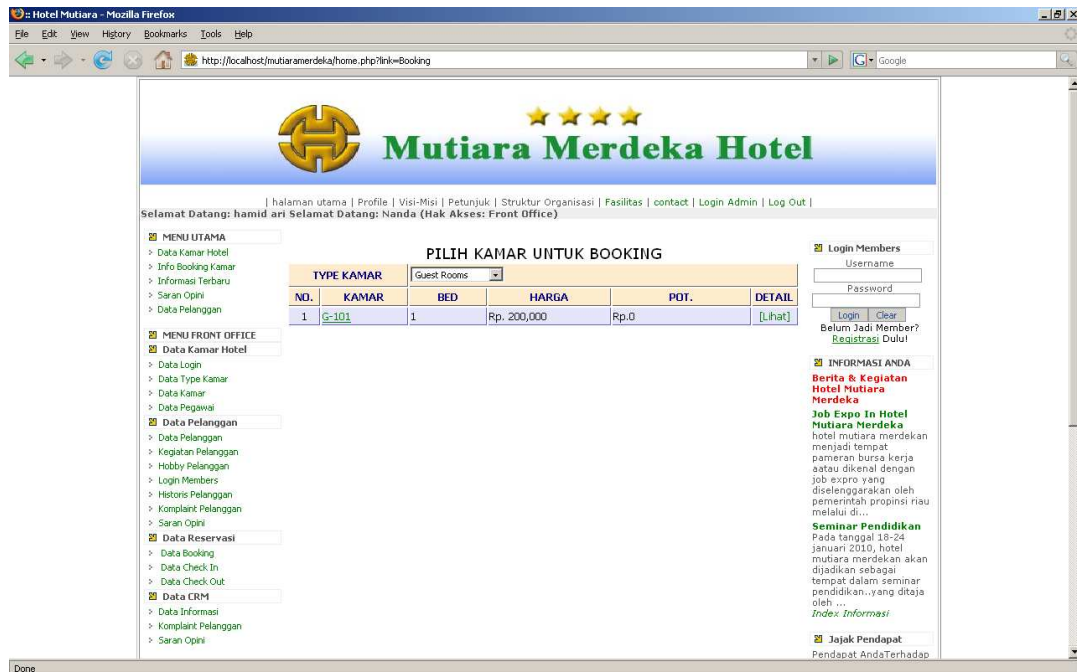 :: Hotel Mutiara - Mozilla Firefox
File Edit View History Bookmarks Tools Help
http://localhost/mutiaramerdeka/home.php?link=Booking
G Google
Mutiara Merdeka Hotel
| halaman utama | Profile | Visi-Misi | Petunjuk | Struktur Organisasi | Fasilitas | contact | Login Admin | Log Out |
Selamat Datang: hamid ari Selamat Datang: Nanda (Hak Akses: Front Office)
MENU UTAMA
> Data Kamar Hotel
> Info Booking Kamar
> Informasi Terbaru
> Saran Opini
> Data Pelanggan
MENU FRONT OFFICE
Data Kamar Hotel
> Data Login
> Data Type Kamar
> Data Kamar
> Data Pegawai
Data Pelanggan
> Data Pelanggan
> Kegiatan Pelanggan
> Hobby Pelanggan
> Login Members
> Historis Pelanggan
> Komplaint Pelanggan
> Saran Opini
Data Reservasi
> Data Booking
> Data Check In
> Data Check Out
Data CRM
> Data Informasi
> Komplaint Pelanggan
> Saran Opini
PILIH KAMAR UNTUK BOOKING
TYPE KAMAR Guest Rooms
NO. KAMAR BED HARGA POT. DETAIL
1 G-101 1 Rp. 200,000 Rp.0 [Lihat]
Login Members
Username
Password
Login Clear
Belum Jadi Member?
Registrasi Dulu!
INFORMASI ANDA
Berita & Kegiatan
Hotel Mutiara
Merdeka
Job Expo In Hotel
Mutiara Merdeka
hotel mutiara merdekan
menjadi tempat
pameran bursa kerja
aatau dikenal dengan
job expro yang
diselenggarakan oleh
pemerintah propinsi riau
melalui di...
Seminar Pendidikan
Pada tanggal 18-24
januari 2010, hotel
mutiara merdekan akan
dijadikan sebagai
tempat dalam seminar
pendidikan..yang ditaja
oleh ...
Index Informasi
Jajak Pendapat
Pendapat AndaTerhadap
Done